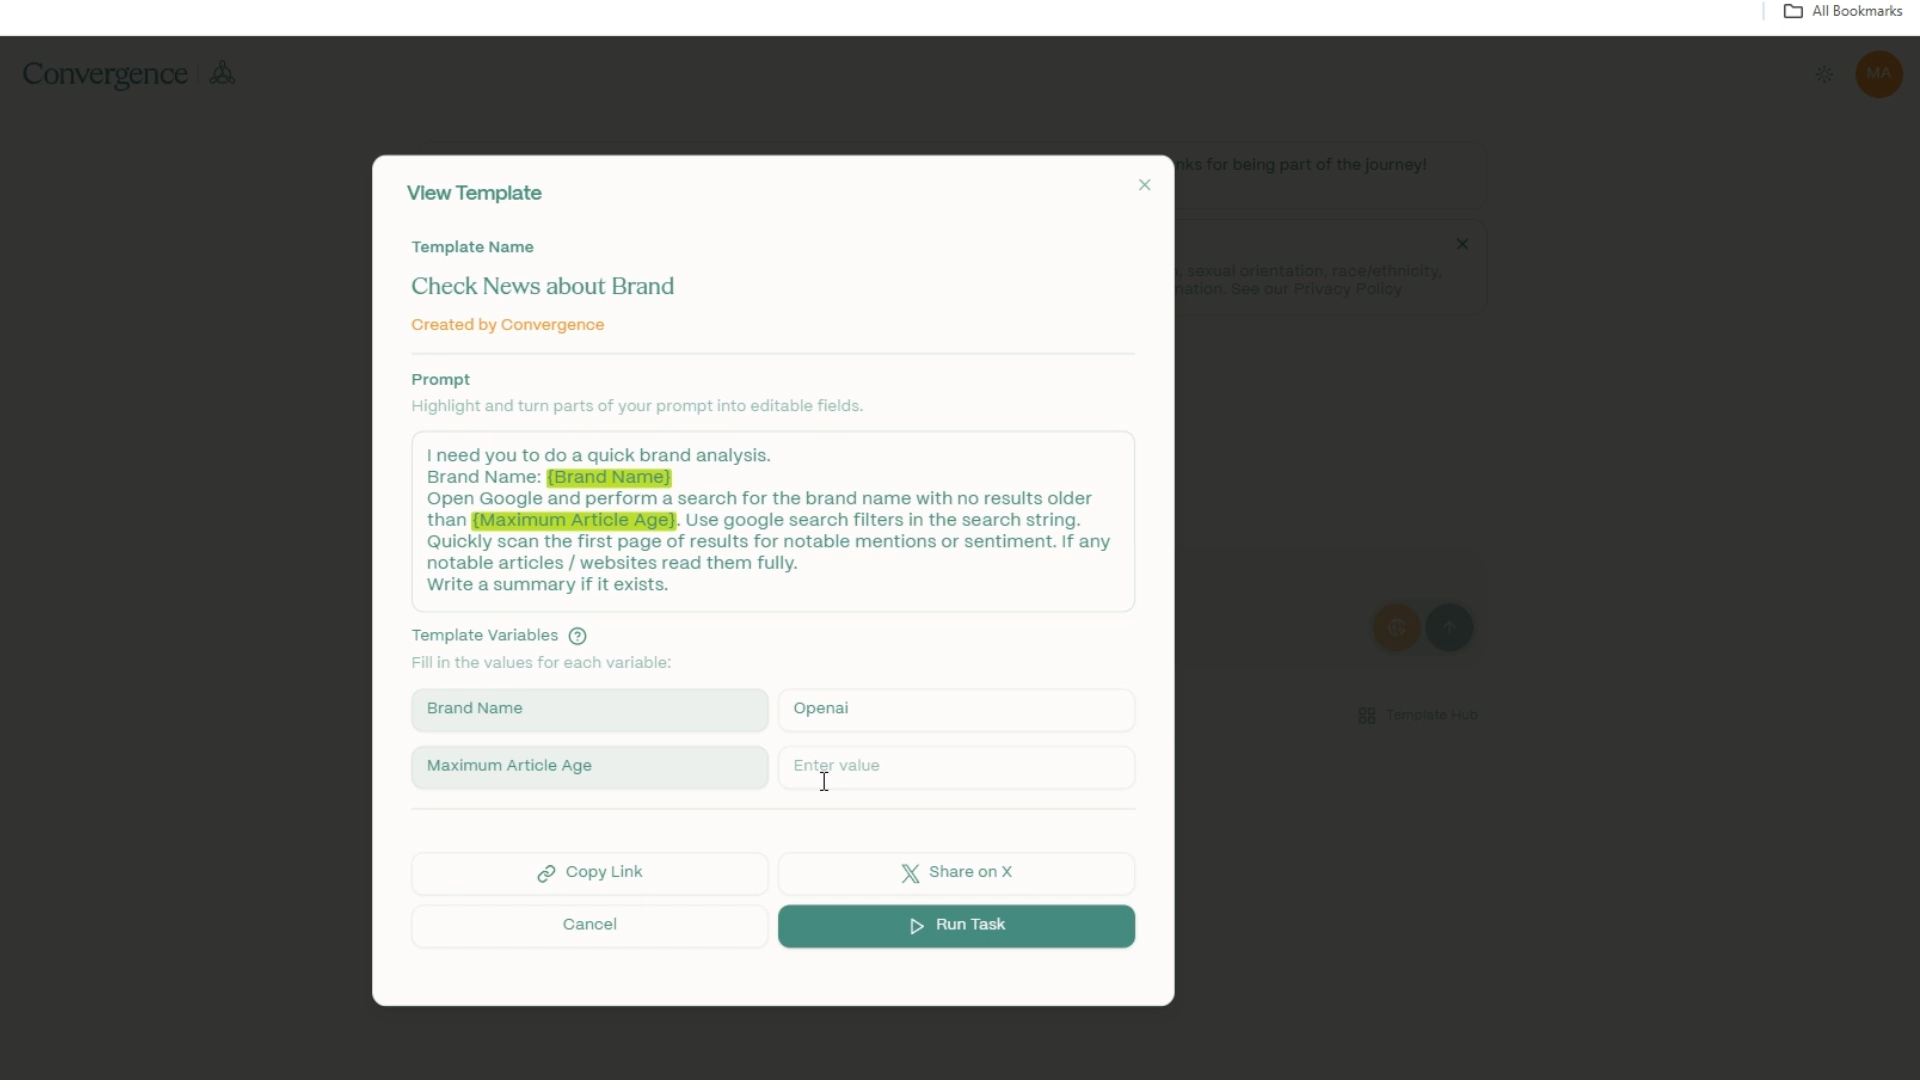 All Bookmarks
Convergence
MA
nks for being part of the journey!
View Template
Template Name
Check News about Brand
, sexual orientation, race/ethnicity,
mation. See our Privacy Policy
Created by Convergence
Prompt
Highlight and turn parts of your prompt into editable fields.
I need you to do a quick brand analysis.
Brand Name: {Brand Name}
Open Google and perform a search for the brand name with no results older
than {Maximum Article Age}. Use google search filters in the search string.
Quickly scan the first page of results for notable mentions or sentiment. If any
notable articles / websites read them fully.
Write a summary if it exists.
Template Variables ?
Fill in the values for each variable:
Brand Name Openai
Template Hub
Maximum Article Age Enter value
Copy Link Share on X
Cancel Run Task